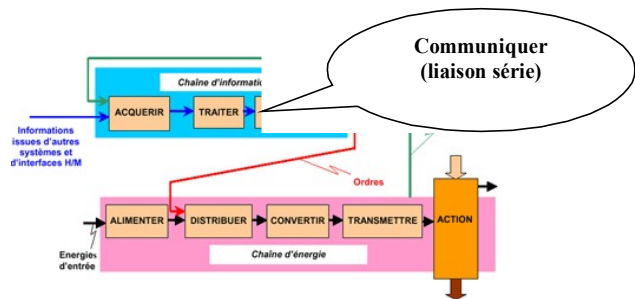 Communiquer
(liaison série)
Chaîne d'informatio
ACQUERIR
TRAITER
Informations
issues d'autres
systèmes et
d'interfaces H/M
Ordres
ALIMENTER
DISTRIBUER
CONVERTIR
TRANSMETTRE
ACTION
Energies
d'entrée
Chaîne d'énergie